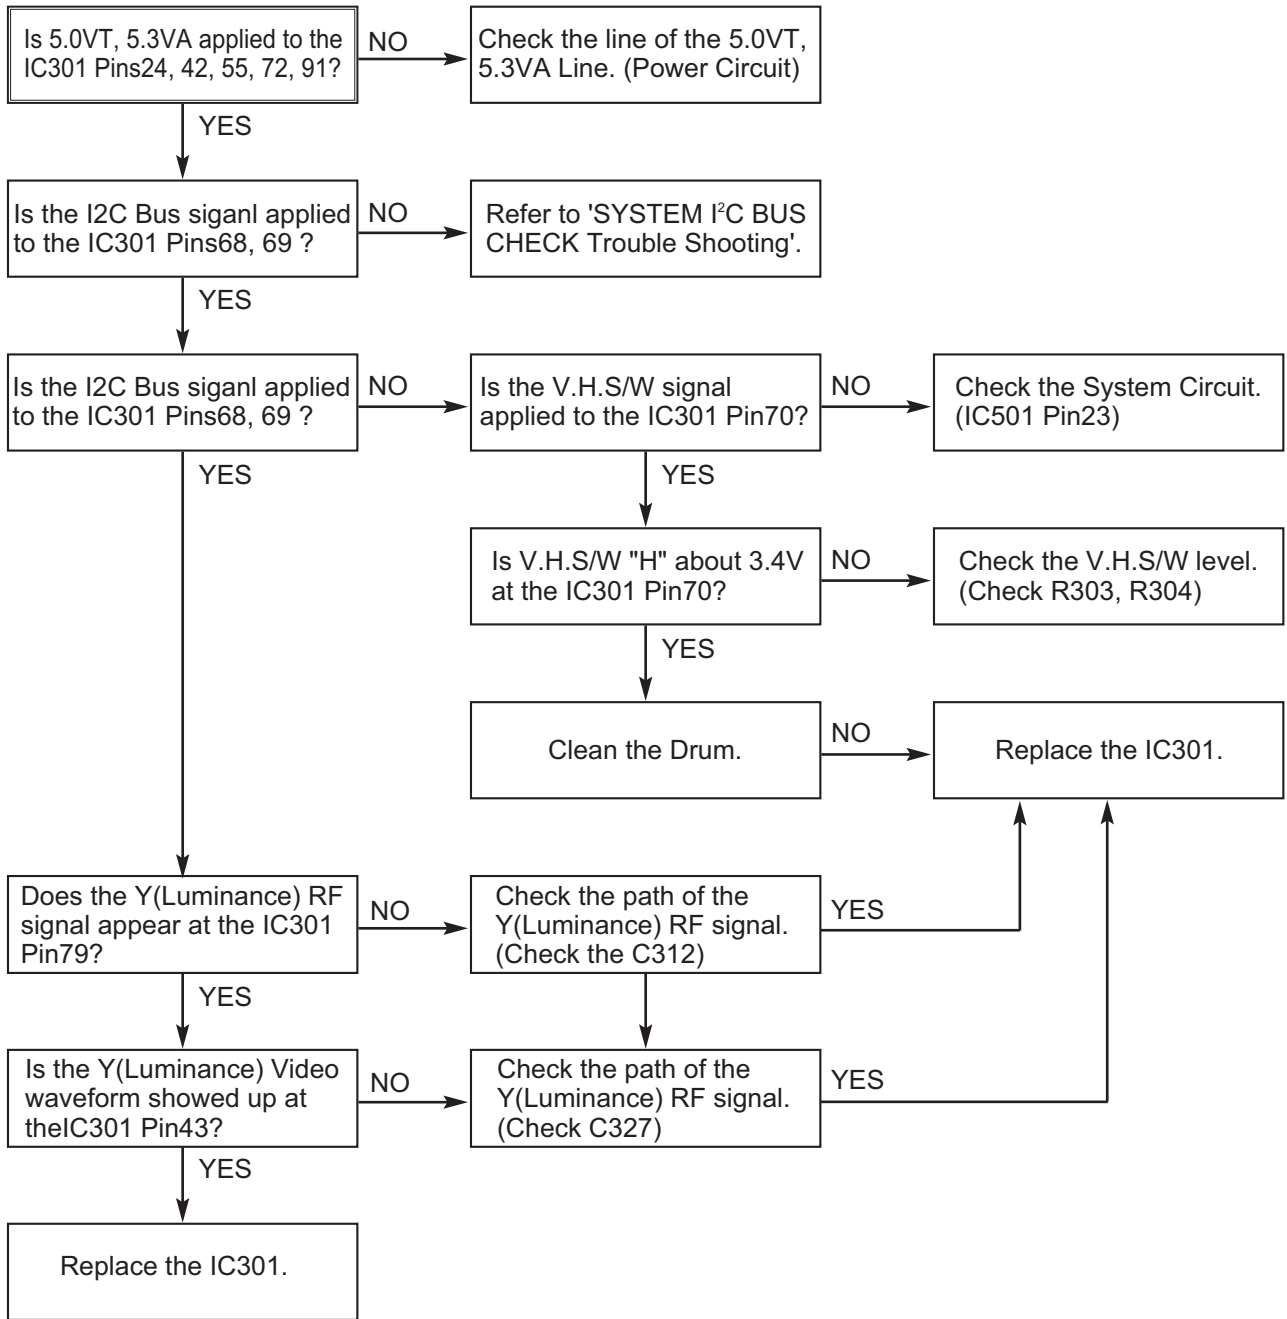 Is 5.0VT, 5.3VA applied to the
IC301 Pins24, 42, 55, 72, 91?
NO
Check the line of the 5.0VT,
5.3VA Line. (Power Circuit)
YES
Is the I2C Bus siganl applied
to the IC301 Pins68, 69 ?
NO
Refer to 'SYSTEM I²C BUS
CHECK Trouble Shooting'.
YES
Is the I2C Bus siganl applied
to the IC301 Pins68, 69 ?
NO
Is the V.H.S/W signal
applied to the IC301 Pin70?
NO
Check the System Circuit.
(IC501 Pin23)
YES
YES
Is V.H.S/W "H" about 3.4V
at the IC301 Pin70?
NO
Check the V.H.S/W level.
(Check R303, R304)
YES
Clean the Drum.
NO
Replace the IC301.
Does the Y(Luminance) RF
signal appear at the IC301
Pin79?
NO
Check the path of the
Y(Luminance) RF signal.
(Check the C312)
YES
YES
Is the Y(Luminance) Video
waveform showed up at
theIC301 Pin43?
NO
Check the path of the
Y(Luminance) RF signal.
(Check C327)
YES
YES
Replace the IC301.